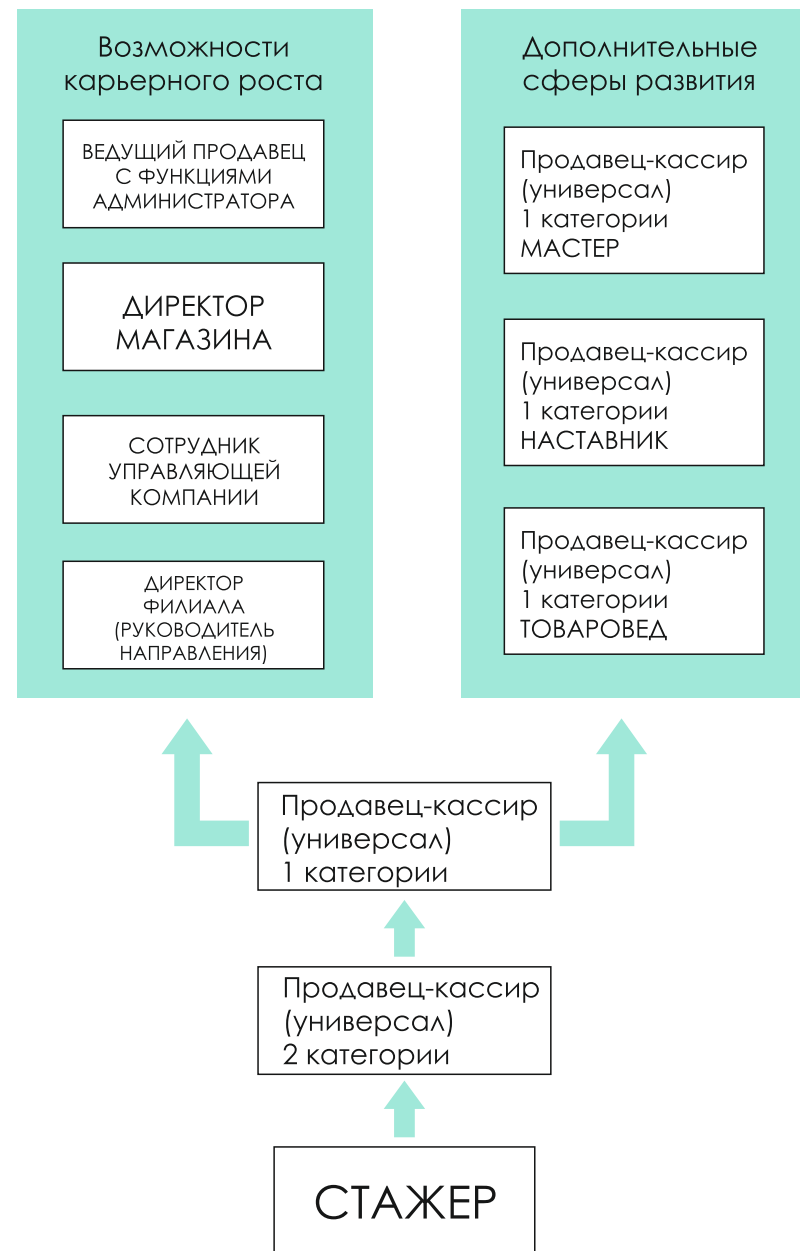 Возможности
карьерного роста
ВЕДУЩИЙ ПРОДАВЕЦ
С ФУНКЦИЯМИ
АДМИНИСТРАТОРА
ДИРЕКТОР
МАГАЗИНА
СОТРУДНИК
УПРАВЛЯЮЩЕЙ
КОМПАНИИ
ДИРЕКТОР
ФИЛИАЛА
(РУКОВОДИТЕЛЬ
НАПРАВЛЕНИЯ)
Дополнительные
сферы развития
Продавец-кассир
(универсал)
1 категории
МАСТЕР
Продавец-кассир
(универсал)
1 категории
НАСТАВНИК
Продавец-кассир
(универсал)
1 категории
ТОВАРОВЕД
Продавец-кассир
(универсал)
1 категории
Продавец-кассир
(универсал)
2 категории
СТАЖЕР